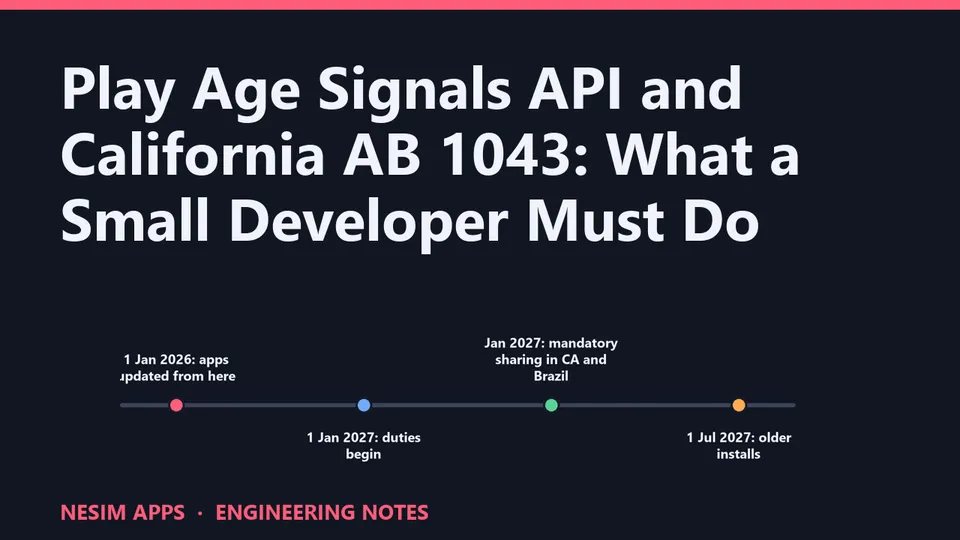 Play Age Signals API and
California AB 1043: What a
Small Developer Must Do
1 Jan 2026: apps
updated from here
1 Jan 2027: duties
begin
Jan 2027: mandatory
sharing in CA and
Brazil
1 Jul 2027: older
installs
NESIM APPS · ENGINEERING NOTES